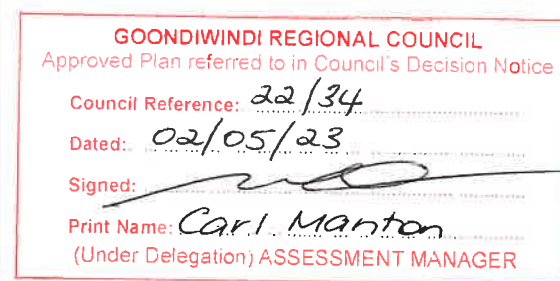 GOONDIWINDI REGIONAL COUNCIL
Approved Plan referred to in Council's Decision Notice
Council Reference: 22/34
Dated: 02/05/23
Signed:
Print Name: Carl Manton
(Under Delegation) ASSESSMENT MANAGER